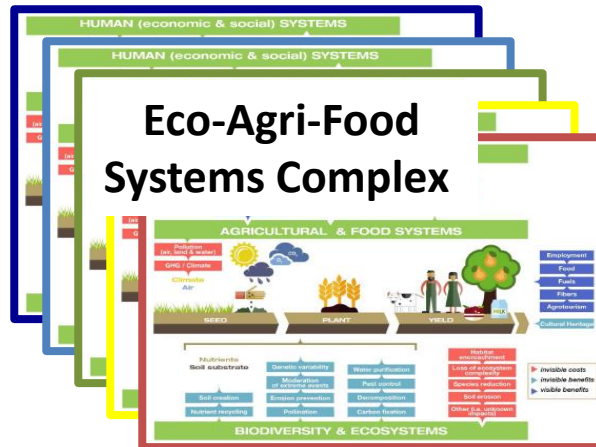 HUMAN (economic & social) SYSTEMS
HUMAN (economic & social) SYSTEMS
Eco-Agri-Food
Systems Complex
AGRICULTURAL & FOOD SYSTEMS
Pollution
(air, land & water)
GHG / Climate
Climate
Air
CO₂
Employment
Food
Fuels
Fibers
Agrotourism
Cultural Heritage
MILK
SEED
PLANT
YIELD
Nutrients
Soil substrate
Soil creation
Nutrient recycling
Genetic variability
Moderation
of extreme events
Erosion prevention
Pollination
Water purification
Pest control
Decomposition
Carbon fixation
Habitat
encroachment
Loss of ecosystem
complexity
Species reduction
Soil erosion
Other (i.e. unknown
impacts)
invisible costs
invisible benefits
visible benefits
BIODIVERSITY & ECOSYSTEMS